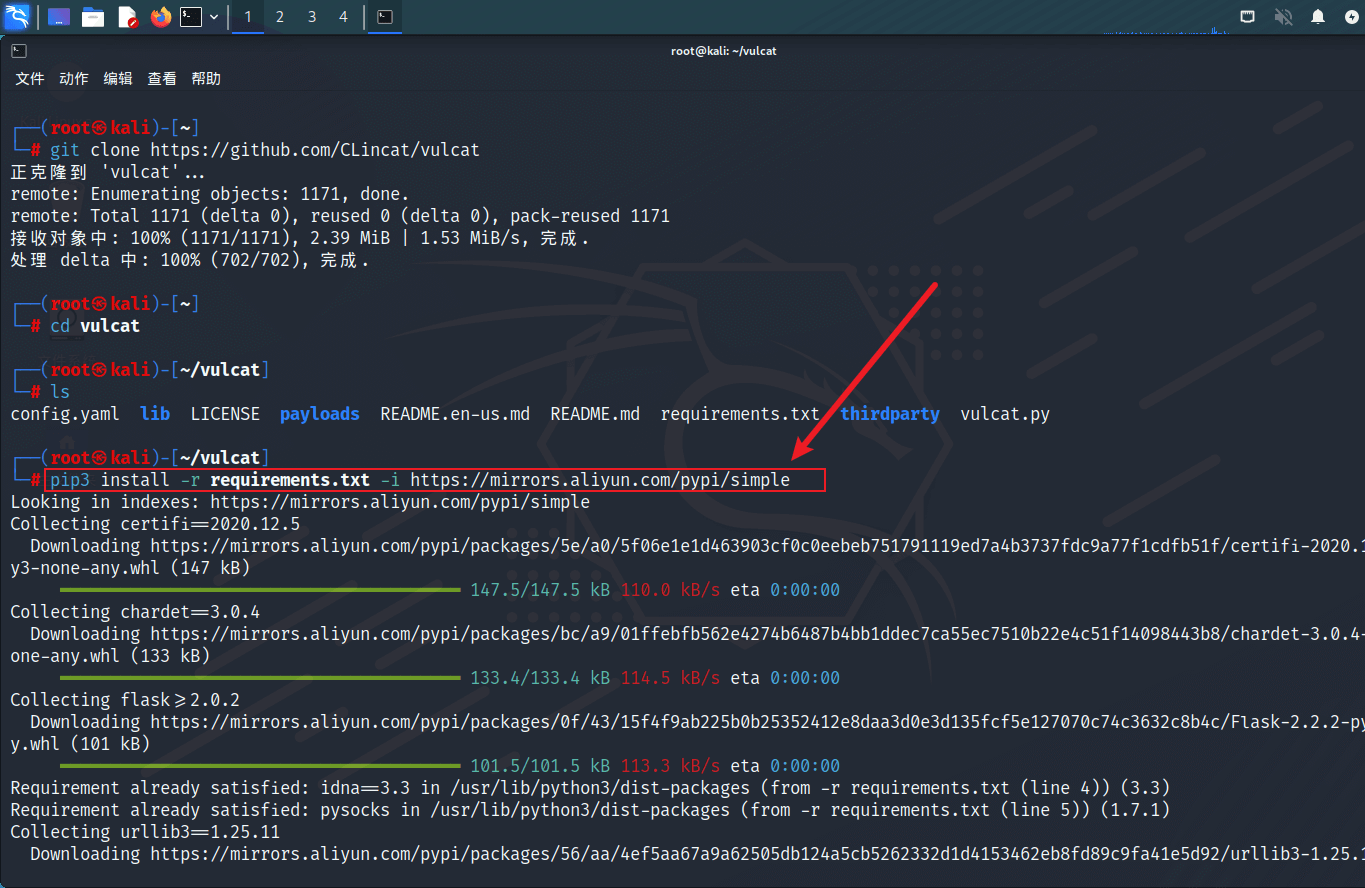 1 2 3 4
root@kali: ~/vulcat
文件 动作 编辑 查看 帮助
┌──(root㉿kali)-[~]
└─# git clone https://github.com/CLincat/vulcat
正克隆到 'vulcat'...
remote: Enumerating objects: 1171, done.
remote: Total 1171 (delta 0), reused 0 (delta 0), pack-reused 1171
接收对象中: 100% (1171/1171), 2.39 MiB | 1.53 MiB/s, 完成.
处理 delta 中: 100% (702/702), 完成.
┌──(root㉿kali)-[~]
└─# cd vulcat
┌──(root㉿kali)-[~/vulcat]
└─# ls
config.yaml lib LICENSE payloads README.en-us.md README.md requirements.txt thirdparty vulcat.py
┌──(root㉿kali)-[~/vulcat]
└─# pip3 install -r requirements.txt -i https://mirrors.aliyun.com/pypi/simple
Looking in indexes: https://mirrors.aliyun.com/pypi/simple
Collecting certifi==2020.12.5
Downloading https://mirrors.aliyun.com/pypi/packages/5e/a0/5f06e1e1d463903cf0c0eebeb751791119ed7a4b3737fdc9a77f1cdfb51f/certifi-2020.1
y3-none-any.whl (147 kB)
147.5/147.5 kB 110.0 kB/s eta 0:00:00
Collecting chardet==3.0.4
Downloading https://mirrors.aliyun.com/pypi/packages/bc/a9/01ffebfb562e4274b6487b4bb1ddec7ca55ec7510b22e4c51f14098443b8/chardet-3.0.4-
one-any.whl (133 kB)
133.4/133.4 kB 114.5 kB/s eta 0:00:00
Collecting flask>=2.0.2
Downloading https://mirrors.aliyun.com/pypi/packages/0f/43/15f4f9ab225b0b25352412e8daa3d0e3d135fcf5e127070c74c3632c8b4c/Flask-2.2.2-py
y.whl (101 kB)
101.5/101.5 kB 113.3 kB/s eta 0:00:00
Requirement already satisfied: idna==3.3 in /usr/lib/python3/dist-packages (from -r requirements.txt (line 4)) (3.3)
Requirement already satisfied: pysocks in /usr/lib/python3/dist-packages (from -r requirements.txt (line 5)) (1.7.1)
Collecting urllib3==1.25.11
Downloading https://mirrors.aliyun.com/pypi/packages/56/aa/4ef5aa67a9a62505db124a5cb5262332d1d4153462eb8fd89c9fa41e5d92/urllib3-1.25.1